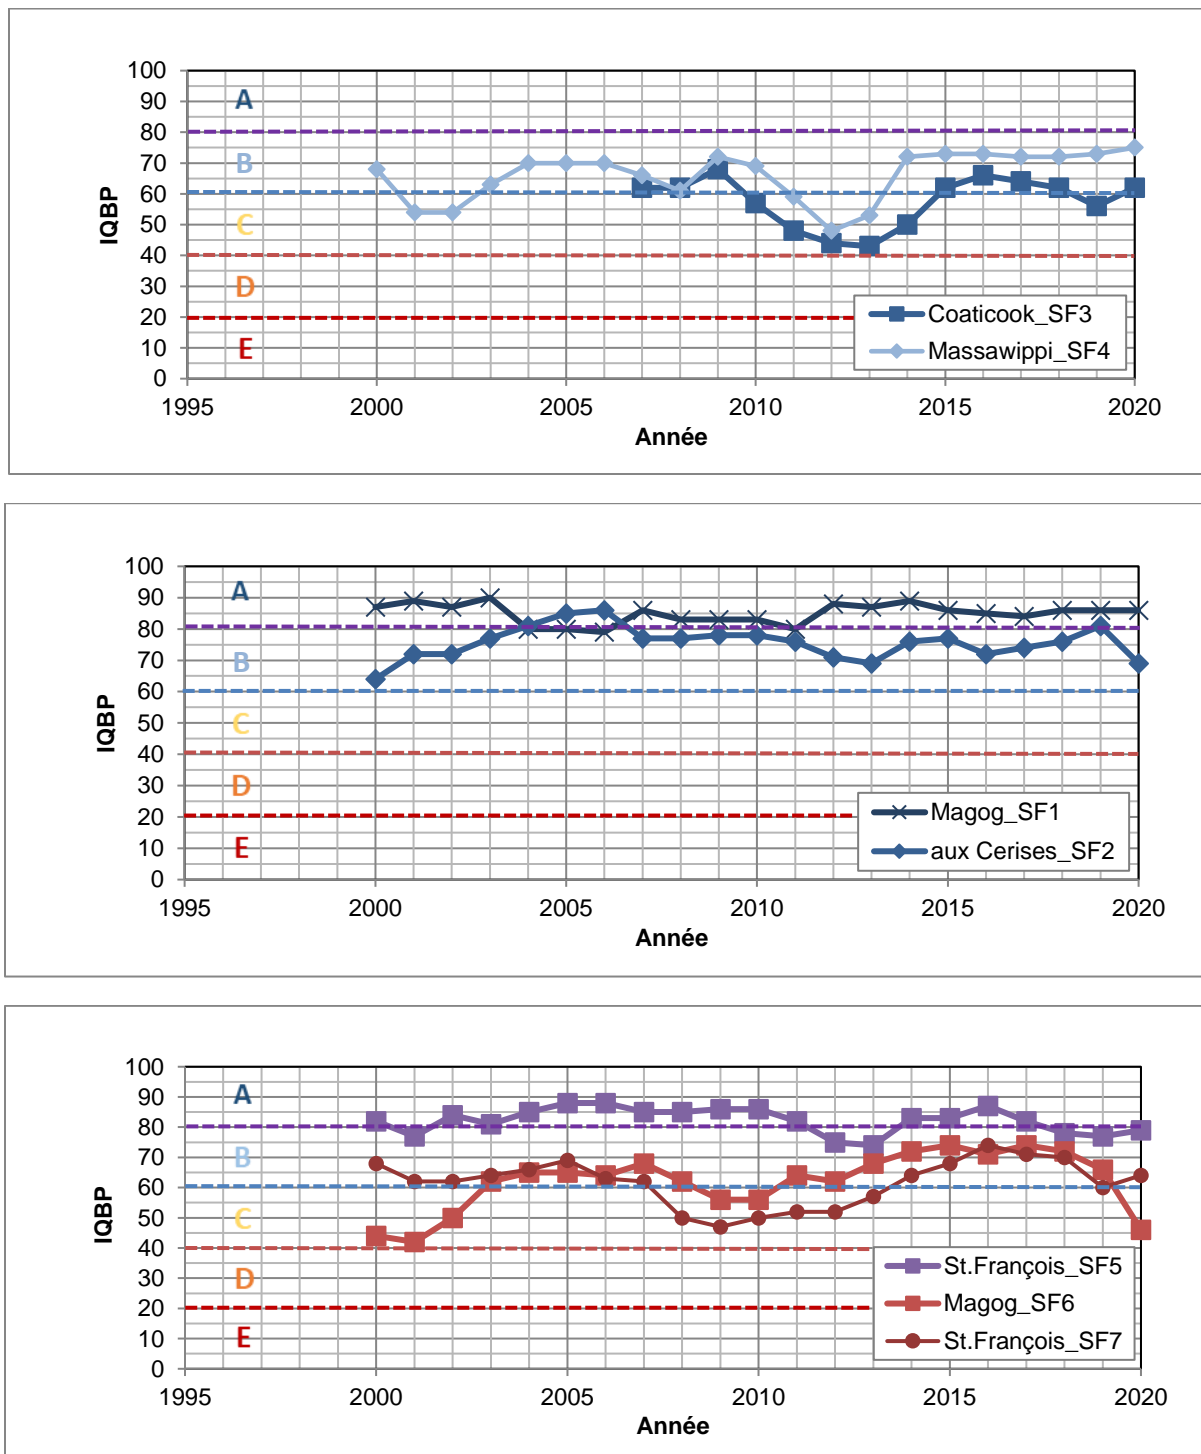 100
90
80
70
60
50
40
30
20
10
0
IQBP
A
B
C
D
E
Coaticook_SF3
Massawippi_SF4
1995 2000 2005 2010 2015 2020
Année
100
90
80
70
60
50
40
30
20
10
0
IQBP
A
B
C
D
E
Magog_SF1
aux Cerises_SF2
1995 2000 2005 2010 2015 2020
Année
100
90
80
70
60
50
40
30
20
10
0
IQBP
A
B
C
D
E
St.François_SF5
Magog_SF6
St.François_SF7
1995 2000 2005 2010 2015 2020
Année